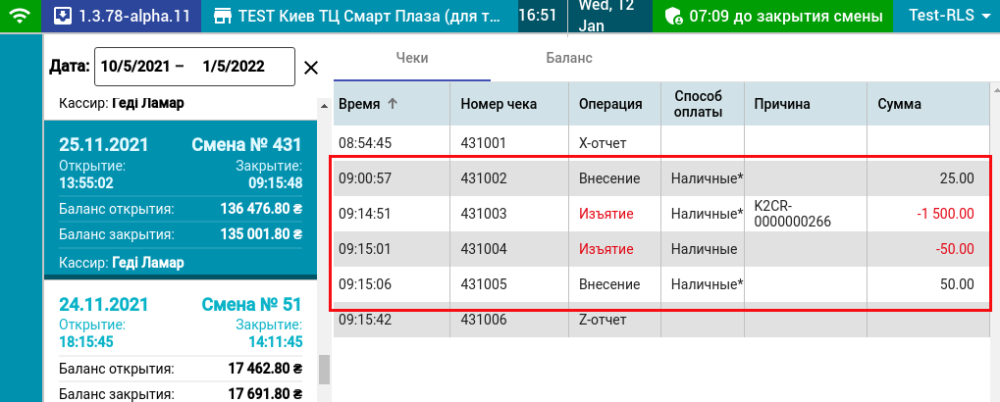 1.3.78-alpha.11
TEST Киев ТЦ Смарт Плаза (для т...
16:51
Wed, 12
Jan
07:09 до закрытия смены
Test-RLS
Дата: 10/5/2021 – 1/5/2022
Кассир: Геді Ламар
25.11.2021 Смена № 431
Открытие: Закрытие:
13:55:02 09:15:48
Баланс открытия: 136 476.80 ₴
Баланс закрытия: 135 001.80 ₴
Кассир: Геді Ламар
24.11.2021 Смена № 51
Открытие: Закрытие:
18:15:45 14:11:45
Баланс открытия: 17 462.80 ₴
Баланс закрытия: 17 691.80 ₴
Чеки Баланс
Время Номер чека Операция Способ оплаты Причина Сумма
08:54:45 431001 X-отчет
09:00:57 431002 Внесение Наличные* 25.00
09:14:51 431003 Изъятие Наличные* K2CR-0000000266 -1 500.00
09:15:01 431004 Изъятие Наличные -50.00
09:15:06 431005 Внесение Наличные* 50.00
09:15:42 431006 Z-отчет